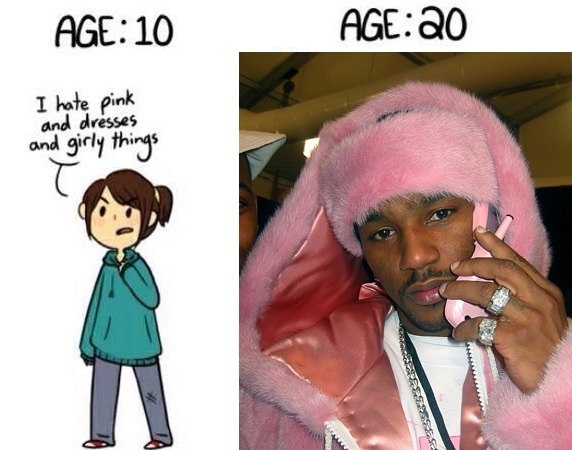 AGE: 10
I hate pink
and dresses
and girly things
AGE: 20